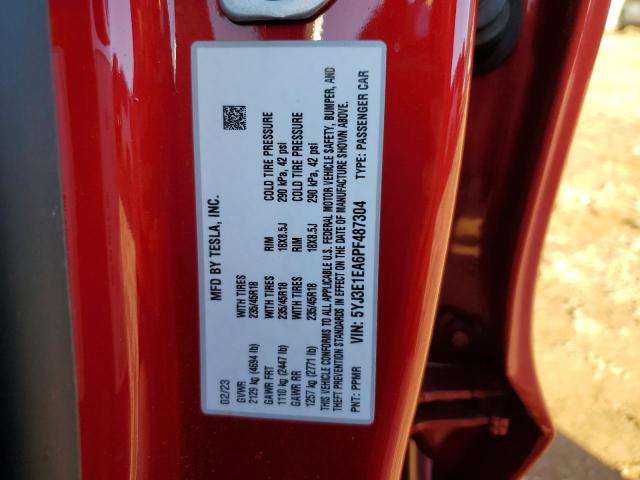 MFD BY TESLA, INC.
02/23
GVWR
2129 kg (4694 lb)
WITH TIRES
235/45R18
RIM
18X8.5J
COLD TIRE PRESSURE
290 kPa, 42 psi
GAWR FRT
1110 kg (2447 lb)
WITH TIRES
235/45R18
RIM
18X8.5J
COLD TIRE PRESSURE
290 kPa, 42 psi
GAWR RR
1257 kg (2771 lb)
WITH TIRES
235/45R18
THIS VEHICLE CONFORMS TO ALL APPLICABLE U.S. FEDERAL MOTOR VEHICLE SAFETY, BUMPER, AND
THEFT PREVENTION STANDARDS IN EFFECT ON THE DATE OF MANUFACTURE SHOWN ABOVE.
VIN: 5YJ3E1EA6PF487304
PNT: PPMR
TYPE: PASSENGER CAR